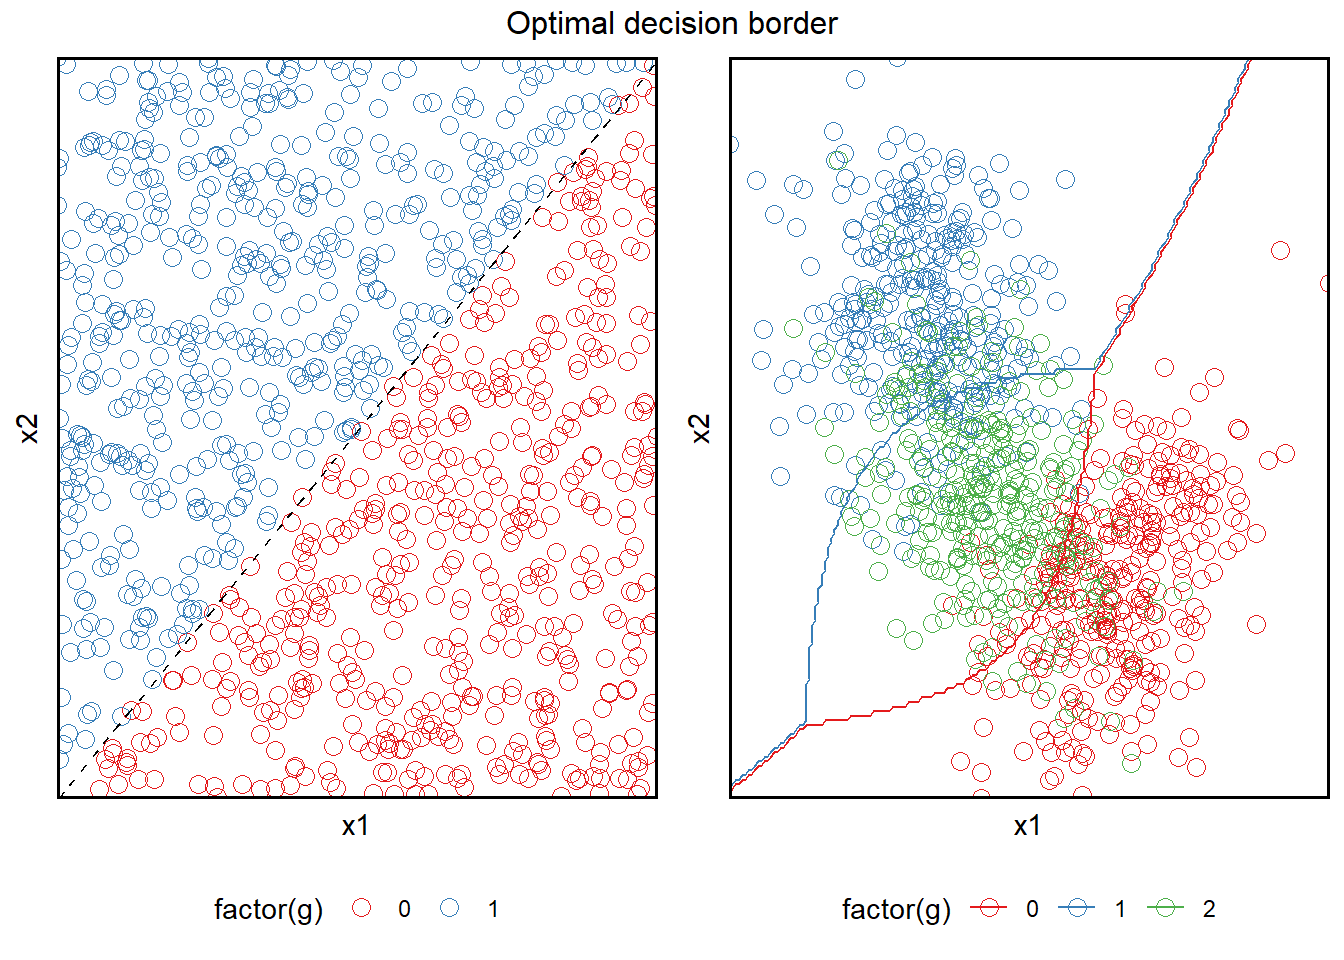 Optimal decision border
x2
x2
x1
x1
factor(g) 0 1
factor(g) 0 1 2